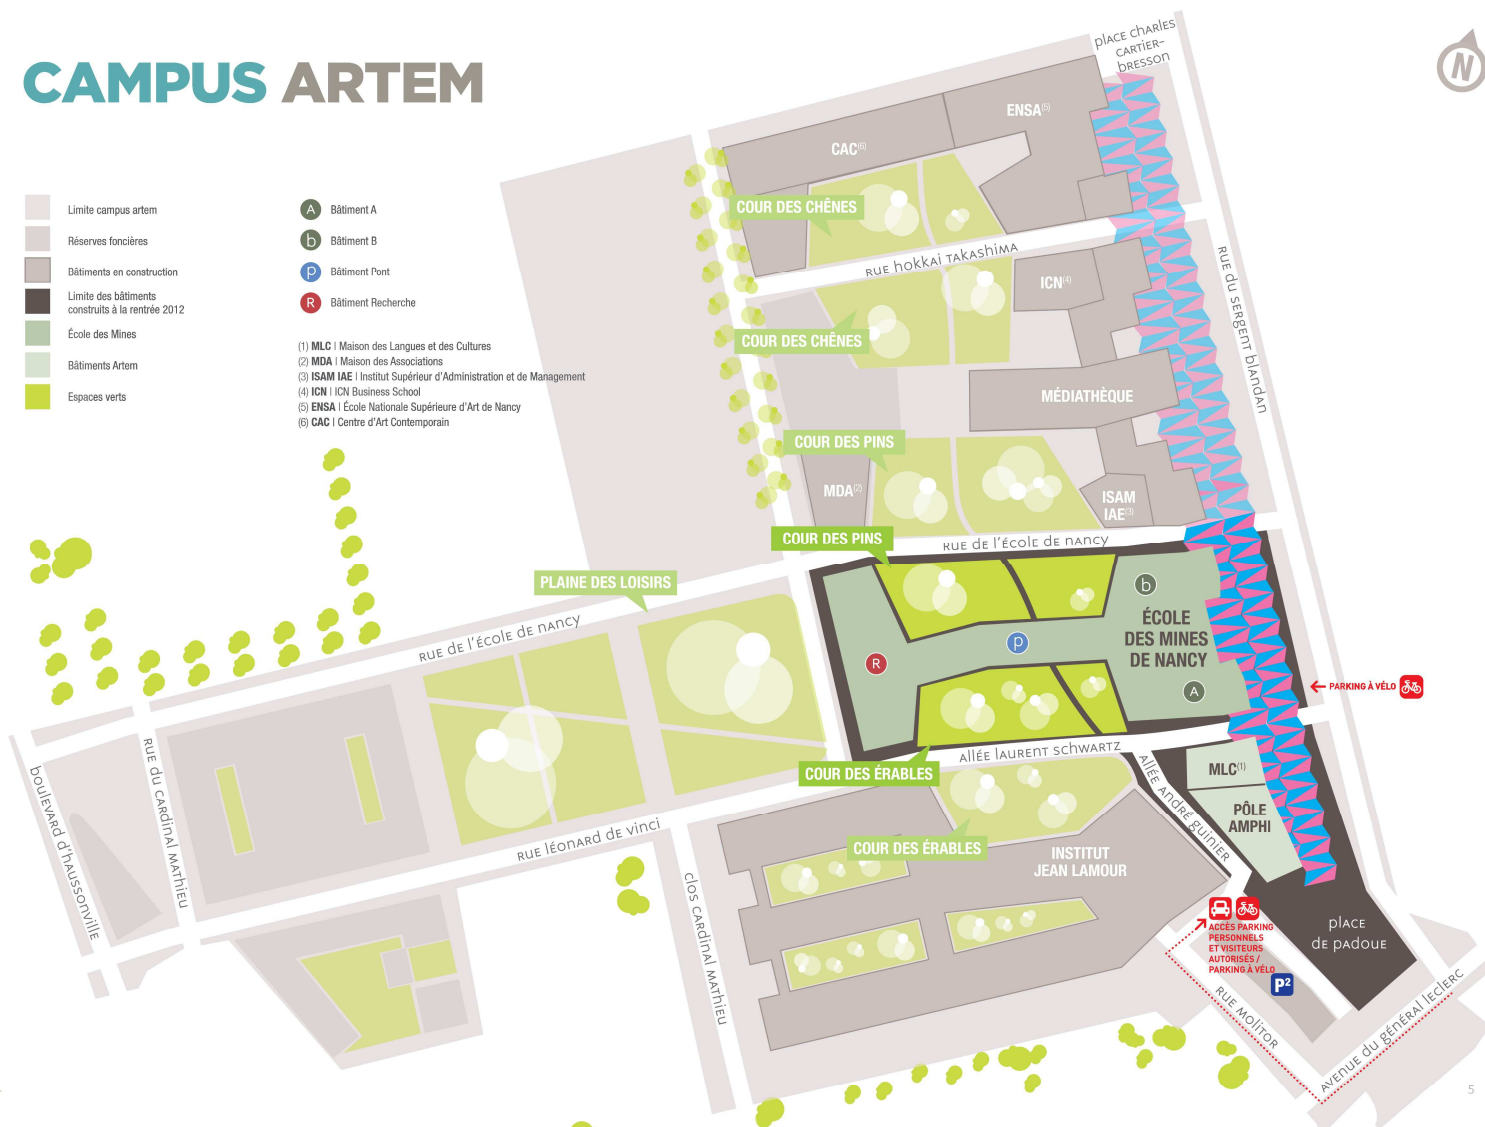 CAMPUS ARTEM
N
Limite campus artem
Réserves foncières
Bâtiments en construction
Limite des bâtiments
construits à la rentrée 2012
École des Mines
Bâtiments Artem
Espaces verts
A Bâtiment A
b Bâtiment B
p Bâtiment Pont
R Bâtiment Recherche
(1) MLC | Maison des Langues et des Cultures
(2) MDA | Maison des Associations
(3) ISAM IAE | Institut Supérieur d'Administration et de Management
(4) ICN | ICN Business School
(5) ENSA | École Nationale Supérieure d'Art de Nancy
(6) CAC | Centre d'Art Contemporain
place charles
cartier-
bresson
ENSA(5)
CAC(6)
COUR DES CHÊNES
rue hokkai takashima
rue du sergent blandan
ICN(4)
COUR DES CHÊNES
MÉDIATHÈQUE
COUR DES PINS
MDA(2)
ISAM
IAE(3)
COUR DES PINS
rue de l'école de nancy
PLAINE DES LOISIRS
rue de l'école de nancy
b
ÉCOLE
DES MINES
DE NANCY
p
R
A
PARKING À VÉLO
allée laurent schwartz
COUR DES ÉRABLES
allée andré guinier
MLC(1)
PÔLE
AMPHI
boulevard d'haussonville
rue du cardinal mathieu
rue léonard de vinci
COUR DES ÉRABLES
INSTITUT
JEAN LAMOUR
clos cardinal mathieu
ACCÈS PARKING
PERSONNELS
ET VISITEURS
AUTORISÉS /
PARKING À VÉLO
P2
place
de padoue
rue molitor
avenue du général leclerc
5